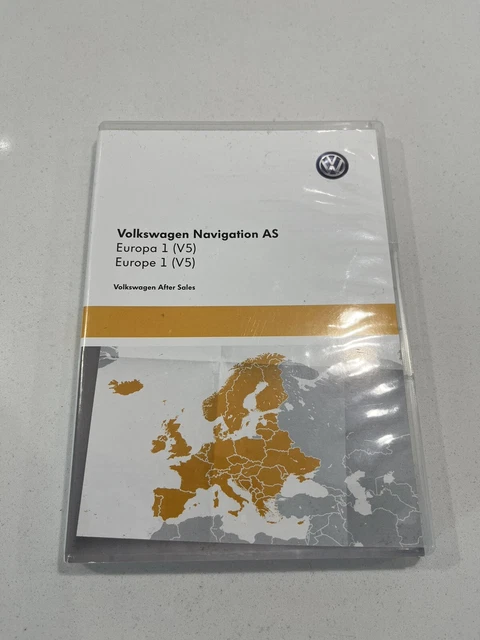 Volkswagen Navigation AS
Europa 1 (V5)
Europe 1 (V5)
Volkswagen After Sales